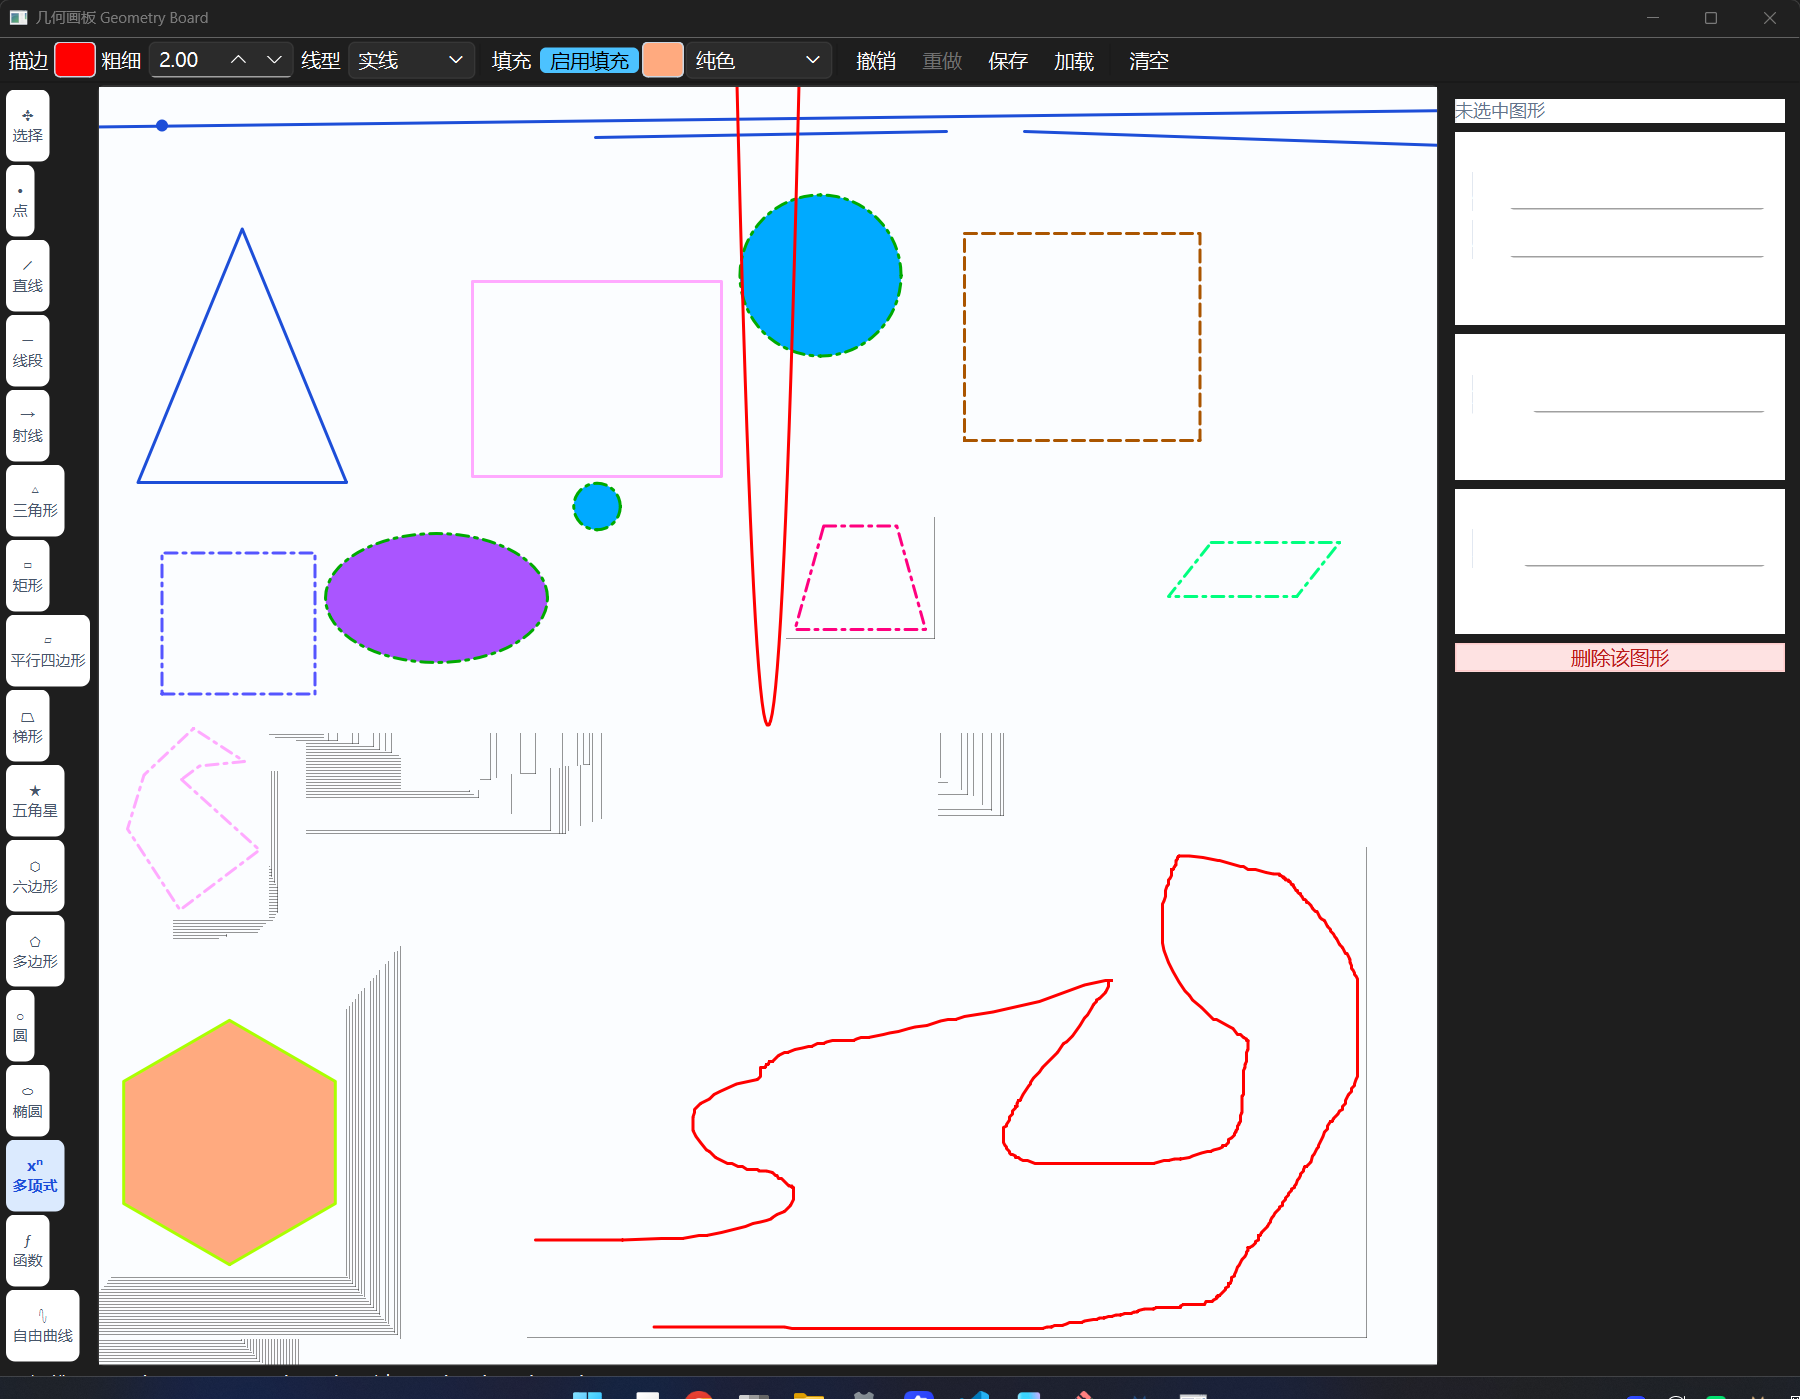 几何画板 Geometry Board
描边 粗细 2.00 线型 实线 填充 启用填充 纯色 撤销 重做 保存 加载 清空
选择
点
直线
线段
射线
三角形
矩形
平行四边形
梯形
五角星
六边形
多边形
圆
椭圆
xⁿ
多项式
f
函数
自由曲线
未选中图形
删除该图形